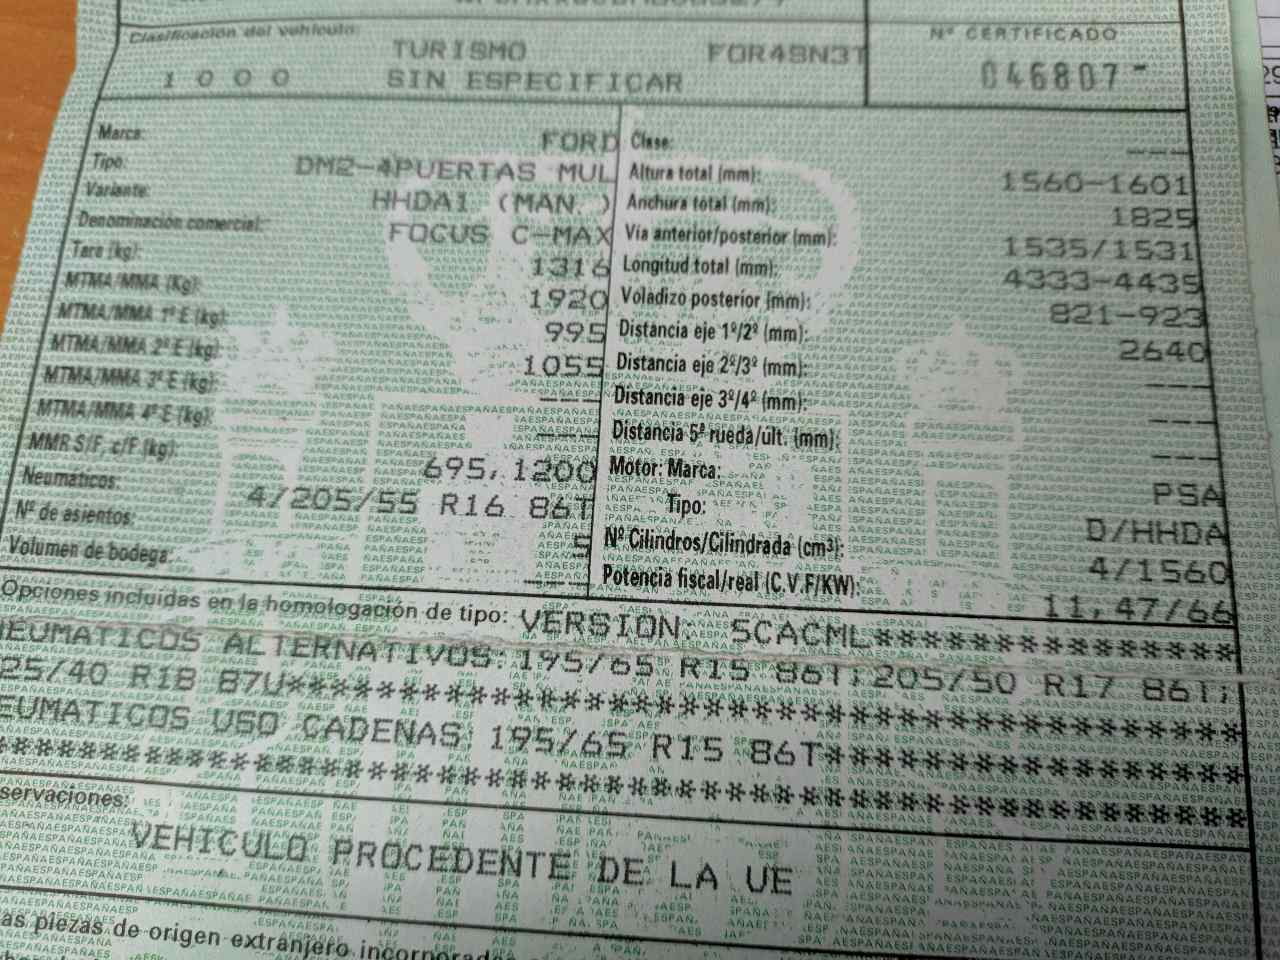 Clasificación del vehículo:
TURISMO FOR4SN3T
1 0 0 0 SIN ESPECIFICAR
Nº CERTIFICADO
046807-
Marca: FORD
Tipo: DM2-4PUERTAS MUL
Variante: HHDA1 (MAN. )
Denominación comercial: FOCUS C-MAX
Tara (kg): 1316
MTMA/MMA (Kg): 1920
MTMA/MMA 1º E (kg): 995
MTMA/MMA 2º E (kg): 1055
MTMA/MMA 3º E (kg): ---
MTMA/MMA 4º E (kg): ---
MMR S/F, c/F (kg): 695, 1200
Neumáticos: 4/205/55 R16 86T
Nº de asientos: 5
Volumen de bodega: ---
Clase: ---
Altura total (mm): 1560-1601
Anchura total (mm): 1825
Vía anterior/posterior (mm): 1535/1531
Longitud total (mm): 4333-4435
Voladizo posterior (mm): 821-923
Distancia eje 1º/2º (mm): 2640
Distancia eje 2º/3º (mm): ---
Distancia eje 3º/4º (mm): ---
Distancia 5ª rueda/últ. (mm): ---
Motor: Marca: PSA
Tipo: D/HHDA
Nº Cilindros/Cilindrada (cm³): 4/1560
Potencia fiscal/real (C.V.F/KW): 11,47/66
Opciones incluidas en la homologación de tipo: VERSION: 5CACML********************
EUMATICOS ALTERNATIVOS: 195/65 R15 86T; 205/50 R17 86T;
25/40 R18 87U****************************************
EUMATICOS USO CADENAS: 195/65 R15 86T********************
****************************************************
servaciones:
VEHICULO PROCEDENTE DE LA UE
as piezas de origen extranjero incorporadas